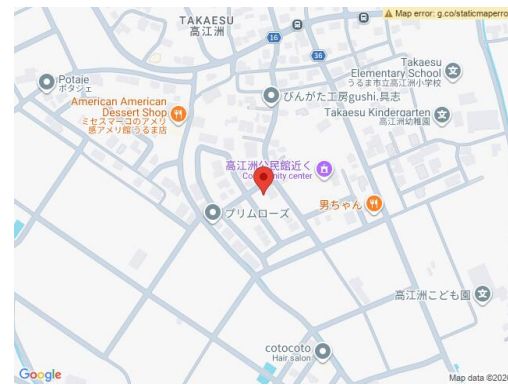 TAKAESU
高江洲
16
36
Map error: g.co/staticmaperro
Potaje
ポタジェ
Takaesu
Elementary School
うるま市立高江洲小学校
American American
Dessert Shop
ミセスマーコのアメリ
感アメリ館 うるま店
びんがた工房gushi.具志
Takaesu Kindergarten
高江洲幼稚園
高江洲公民館近く
Community center
男ちゃん
プリムローズ
高江洲こども園
cotocoto
Hair salon
Google
Map data ©202